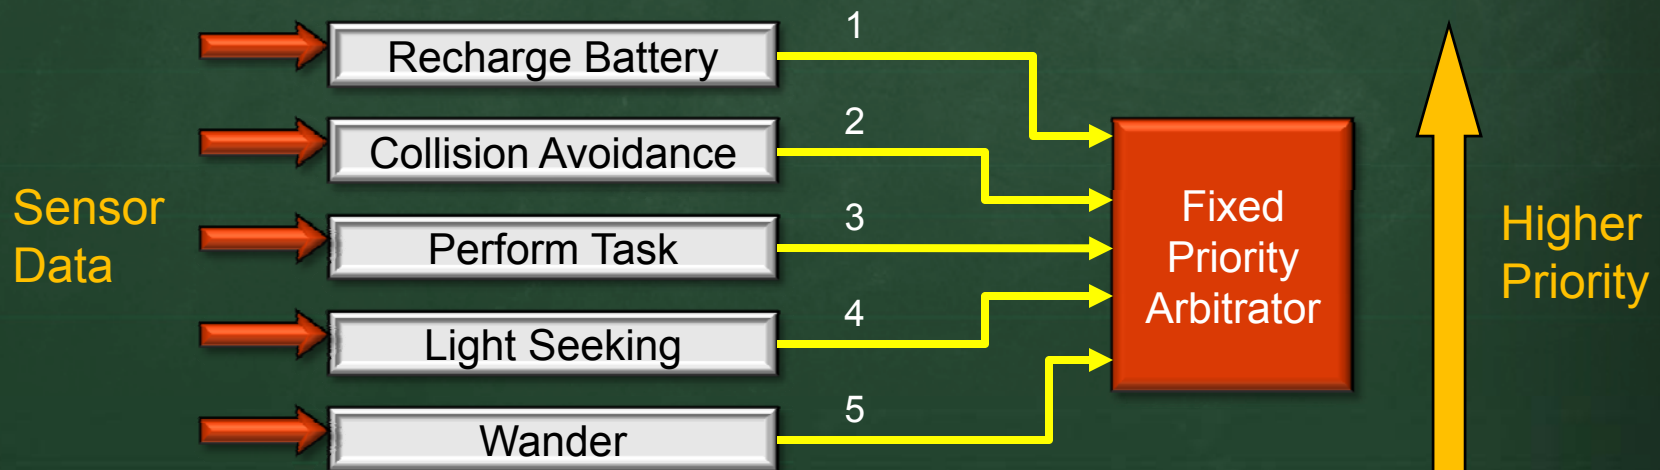 Sensor
Data
Recharge Battery
1
Collision Avoidance
2
Perform Task
3
Light Seeking
4
Wander
5
Fixed
Priority
Arbitrator
Higher
Priority